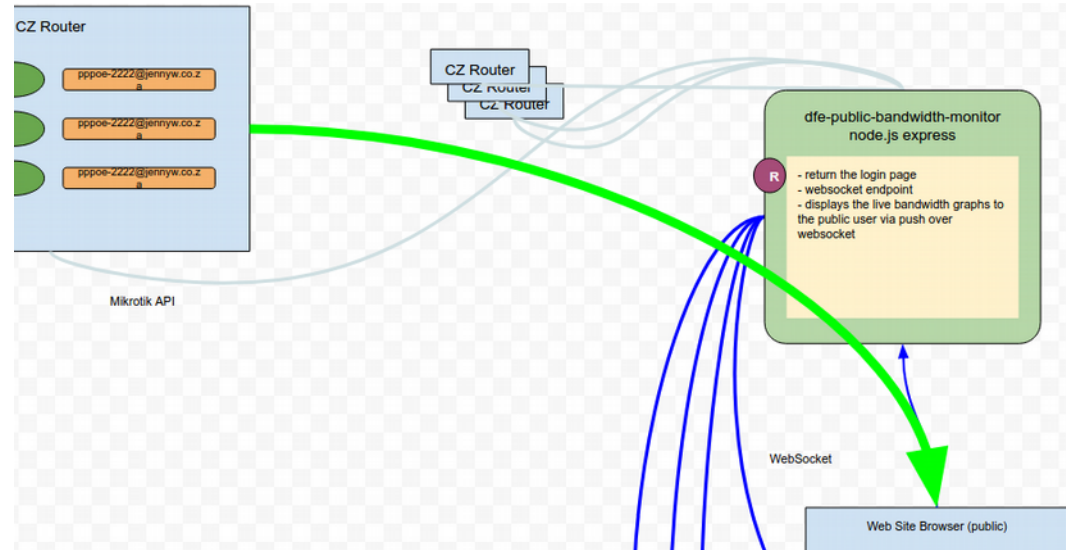 CZ Router
pppoe-2222@jennyw.co.z
a
pppoe-2222@jennyw.co.z
a
pppoe-2222@jennyw.co.z
a
Mikrotik API
CZ Router
CZ Router
CZ Router
dfe-public-bandwidth-monitor
node.js express
R
- return the login page
- websocket endpoint
- displays the live bandwidth graphs to
the public user via push over
websocket
WebSocket
Web Site Browser (public)